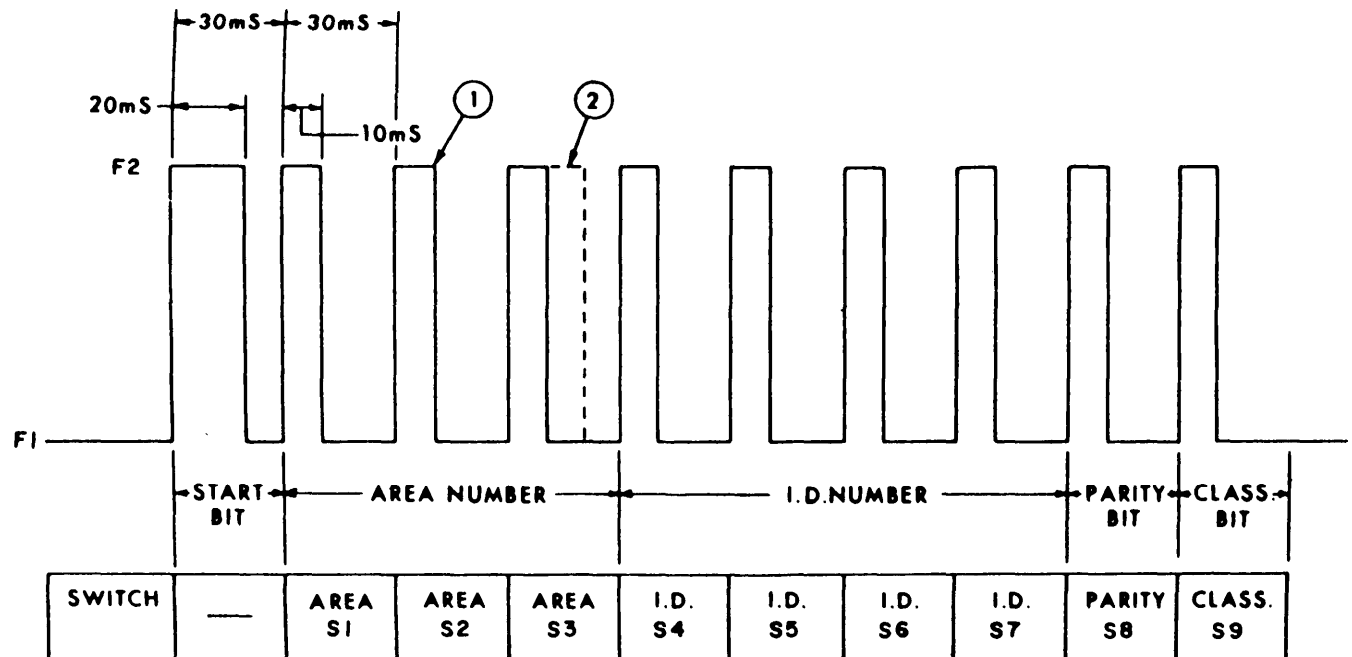 30mS 30mS
20mS
10mS
1
2
F2
F1
START BIT
AREA NUMBER
I.D. NUMBER
PARITY BIT
CLASS. BIT
SWITCH — AREA S1 AREA S2 AREA S3 I.D. S4 I.D. S5 I.D. S6 I.D. S7 PARITY S8 CLASS. S9